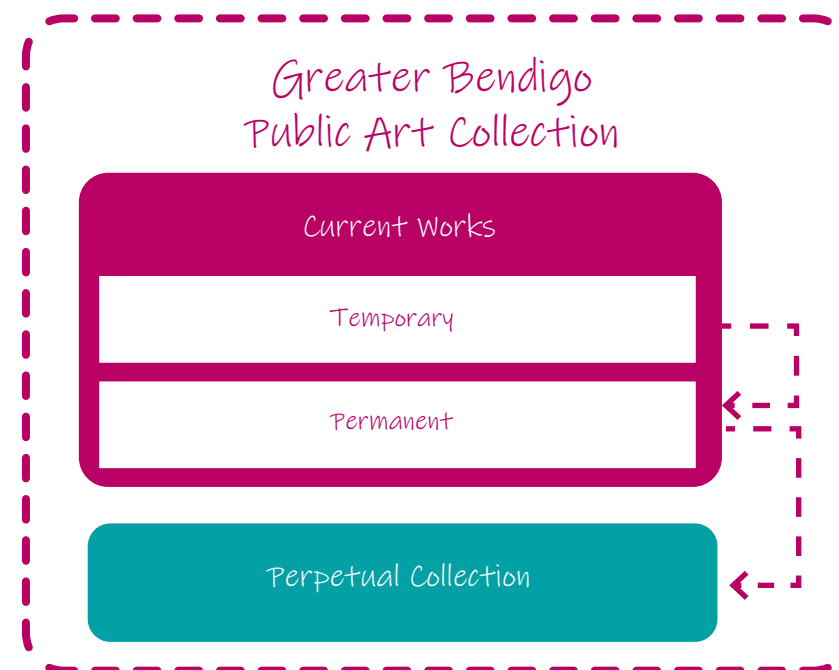 Greater Bendigo
Public Art Collection
Current Works
Temporary
Permanent
Perpetual Collection